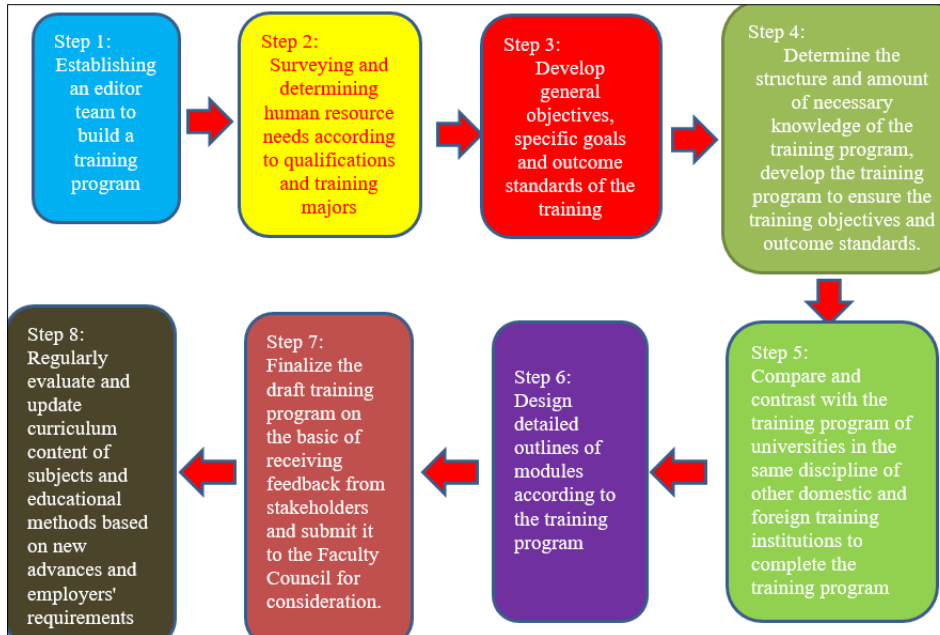 Step 1:
Establishing
an editor
team to
build a
training
program
Step 2:
Surveying and
determining
human resource
needs according
to qualifications
and training
majors
Step 3:
Develop
general
objectives,
specific goals
and outcome
standards of the
training
Step 4:
Determine the
structure and amount
of necessary
knowledge of the
training program,
develop the training
program to ensure the
training objectives and
outcome standards.
Step 5:
Compare and
contrast with the
training program of
universities in the
same discipline of
other domestic and
foreign training
institutions to
complete the
training program
Step 6:
Design
detailed
outlines of
modules
according to
the training
program
Step 7:
Finalize the
draft training
program on
the basic of
receiving
feedback from
stakeholders
and submit it
to the Faculty
Council for
consideration.
Step 8:
Regularly
evaluate and
update
curriculum
content of
subjects and
educational
methods based
on new
advances and
employers'
requirements